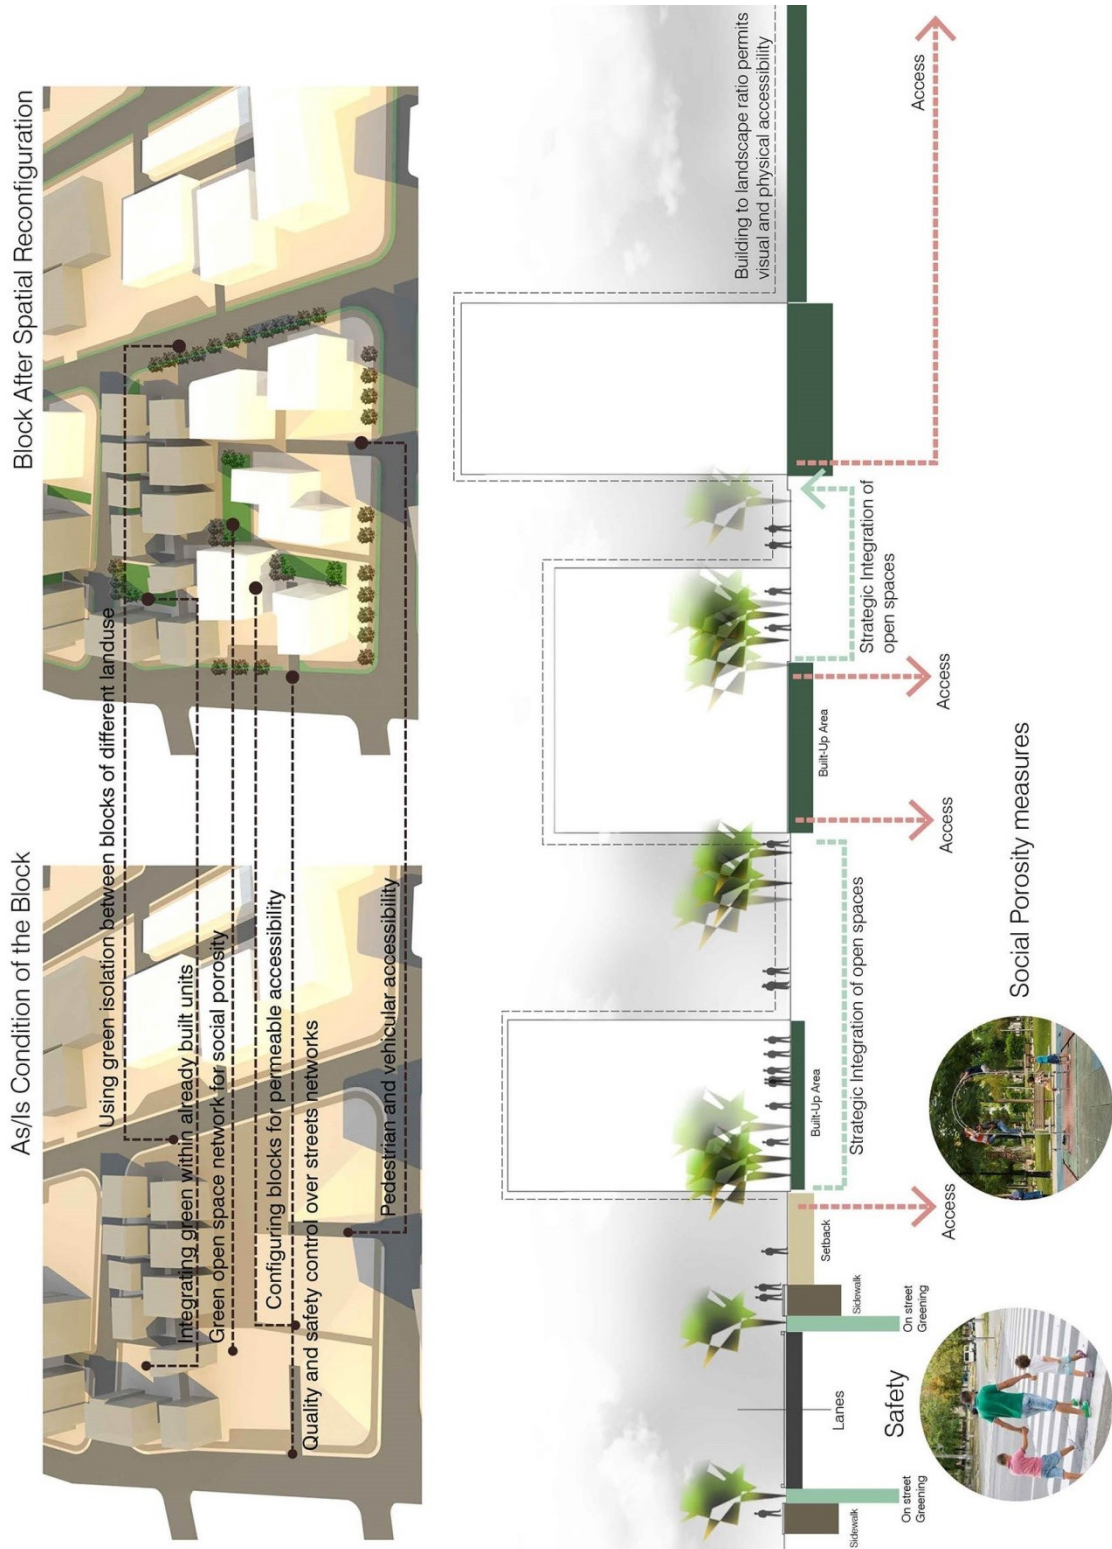 As/Is Condition of the Block
Block After Spatial Reconfiguration
Using green isolation between blocks of different landuse
Integrating green within already built units
Green open space network for social porosity
Configuring blocks for permeable accessibility
Quality and safety control over streets networks
Pedestrian and vehicular accessibility
Building to landscape ratio permits
visual and physical accessibility
Sidewalk
On street
Greening
Lanes
On street
Greening
Sidewalk
Setback
Access
Built-Up Area
Strategic Integration of open spaces
Access
Built-Up Area
Access
Strategic Integration of
open spaces
Access
Safety
Social Porosity measures